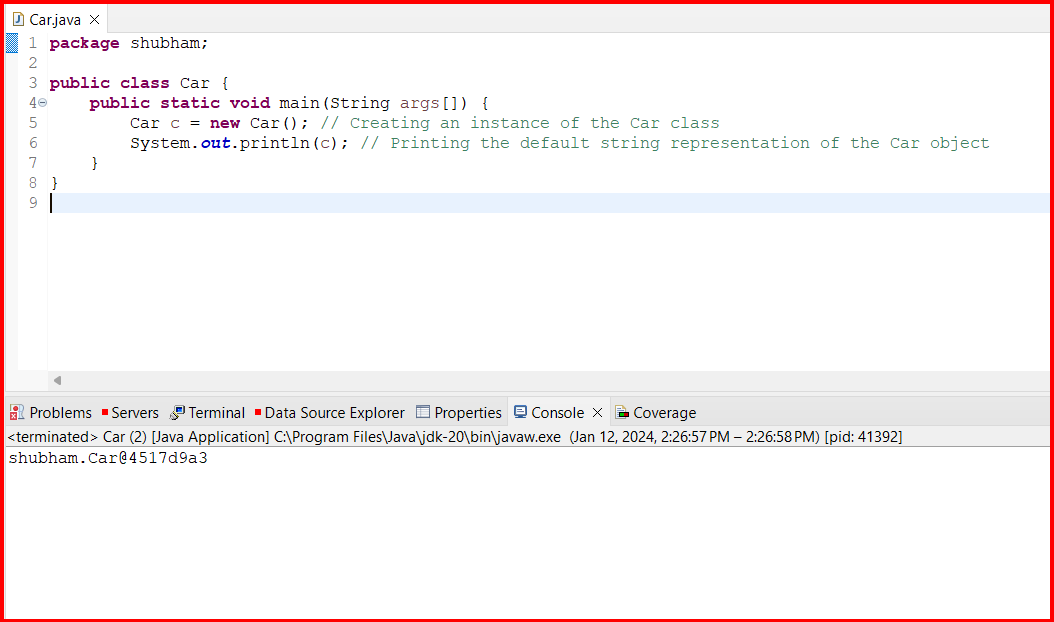 Car.java
1 package shubham;
2
3 public class Car {
4 public static void main(String args[]) {
5 Car c = new Car(); // Creating an instance of the Car class
6 System.out.println(c); // Printing the default string representation of the Car object
7 }
8 }
9
Problems Servers Terminal Data Source Explorer Properties Console Coverage
<terminated> Car (2) [Java Application] C:\Program Files\Java\jdk-20\bin\javaw.exe (Jan 12, 2024, 2:26:57 PM – 2:26:58 PM) [pid: 41392]
shubham.Car@4517d9a3